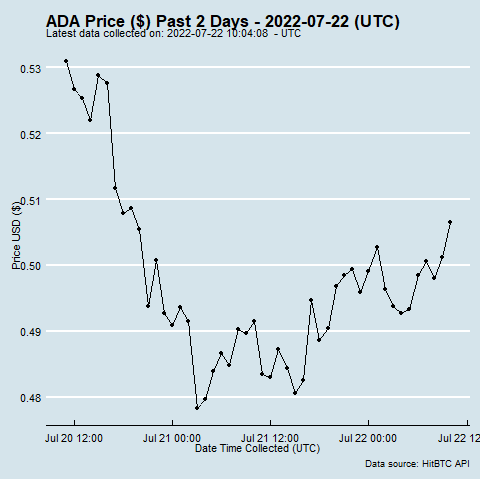 ADA Price ($) Past 2 Days - 2022-07-22 (UTC)
Latest data collected on: 2022-07-22 10:04:08  - UTC
Price USD ($)
0.53
0.52
0.51
0.50
0.49
0.48
Jul 20 12:00
Jul 21 00:00
Jul 21 12:00
Jul 22 00:00
Jul 22 12
Date Time Collected (UTC)
Data source: HitBTC API